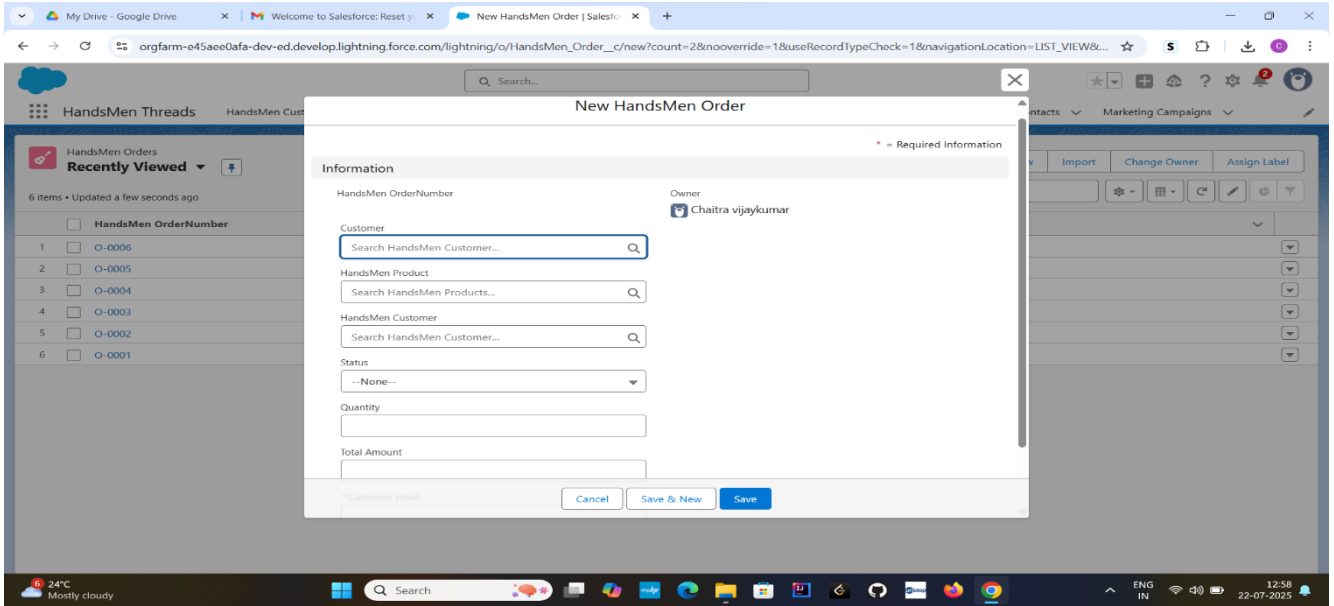 My Drive - Google Drive
Welcome to Salesforce: Reset y
New HandsMen Order | Salesfo
orgfarm-e45aee0afa-dev-ed.develop.lightning.force.com/lightning/o/HandsMen_Order__c/new?count=2&nooverride=1&useRecordTypeCheck=1&navigationLocation=LIST_VIEW&...
S
C
Search...
2
HandsMen Threads
HandsMen Cust
New HandsMen Order
ntacts
Marketing Campaigns
* = Required Information
HandsMen Orders
Recently Viewed
Import
Change Owner
Assign Label
Information
6 items • Updated a few seconds ago
HandsMen OrderNumber
Owner
Chaitra vijaykumar
HandsMen OrderNumber
Customer
Search HandsMen Customer...
1 O-0006
2 O-0005
3 O-0004
4 O-0003
5 O-0002
6 O-0001
HandsMen Product
Search HandsMen Products...
HandsMen Customer
Search HandsMen Customer...
Status
--None--
Quantity
Total Amount
*Customer Email
Cancel
Save & New
Save
6
24°C
Mostly cloudy
Search
ENG
IN
12:58
22-07-2025